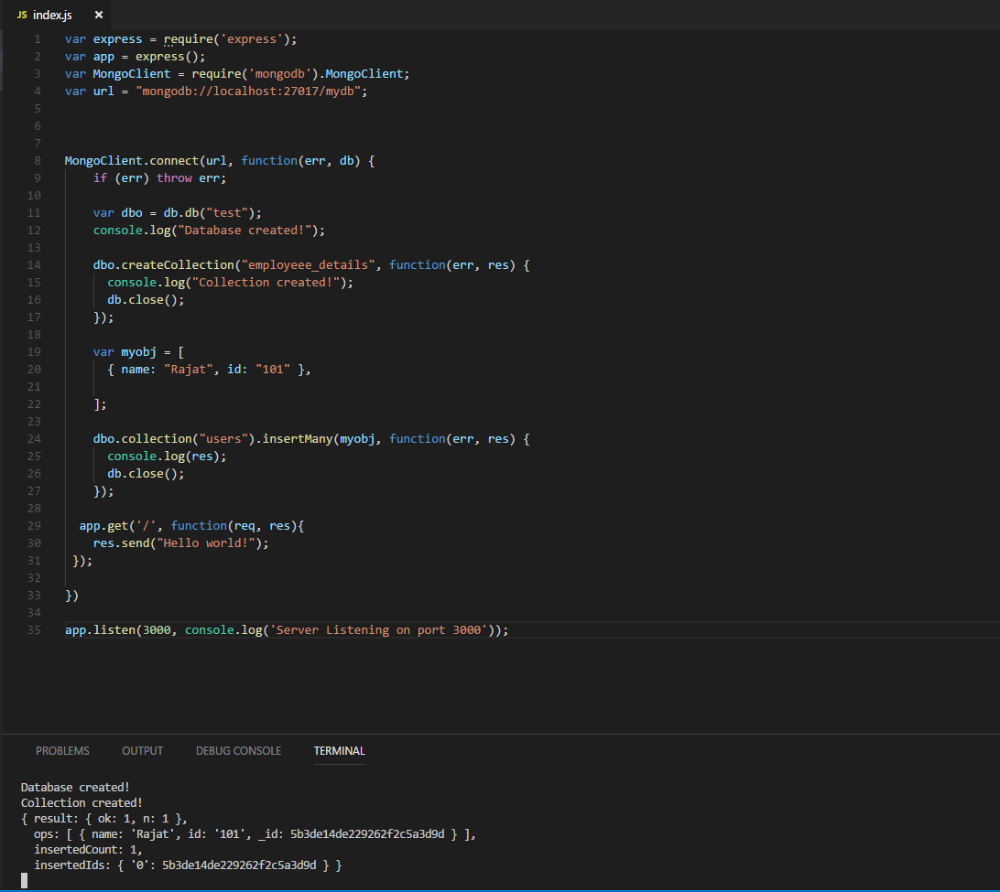 JS index.js ×
1 var express = require('express');
2 var app = express();
3 var MongoClient = require('mongodb').MongoClient;
4 var url = "mongodb://localhost:27017/mydb";
5
6
7
8 MongoClient.connect(url, function(err, db) {
9 if (err) throw err;
10
11 var dbo = db.db("test");
12 console.log("Database created!");
13
14 dbo.createCollection("employeee_details", function(err, res) {
15 console.log("Collection created!");
16 db.close();
17 });
18
19 var myobj = [
20 { name: "Rajat", id: "101" },
21
22 ];
23
24 dbo.collection("users").insertMany(myobj, function(err, res) {
25 console.log(res);
26 db.close();
27 });
28
29 app.get('/', function(req, res){
30 res.send("Hello world!");
31 });
32
33 })
34
35 app.listen(3000, console.log('Server Listening on port 3000'));
PROBLEMS OUTPUT DEBUG CONSOLE TERMINAL
Database created!
Collection created!
{ result: { ok: 1, n: 1 },
ops: [ { name: 'Rajat', id: '101', _id: 5b3de14de229262f2c5a3d9d } ],
insertedCount: 1,
insertedIds: { '0': 5b3de14de229262f2c5a3d9d } }